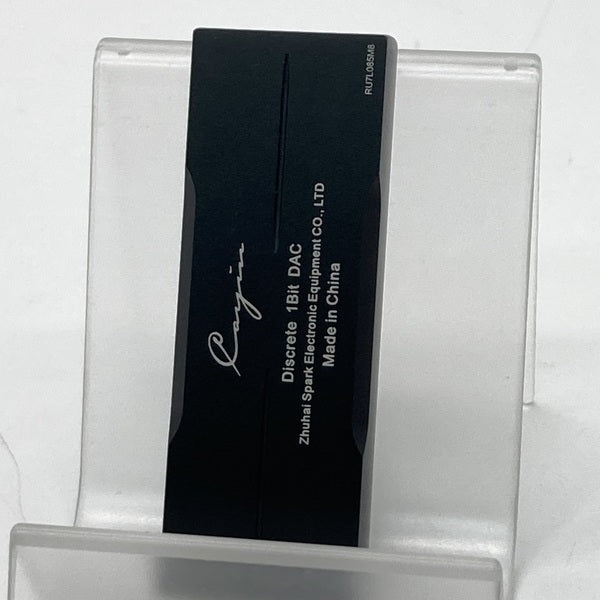 RU7L085M8
Cayin
Discrete 1Bit DAC
Zhuhai Spark Electronic Equipment CO., LTD
Made in China